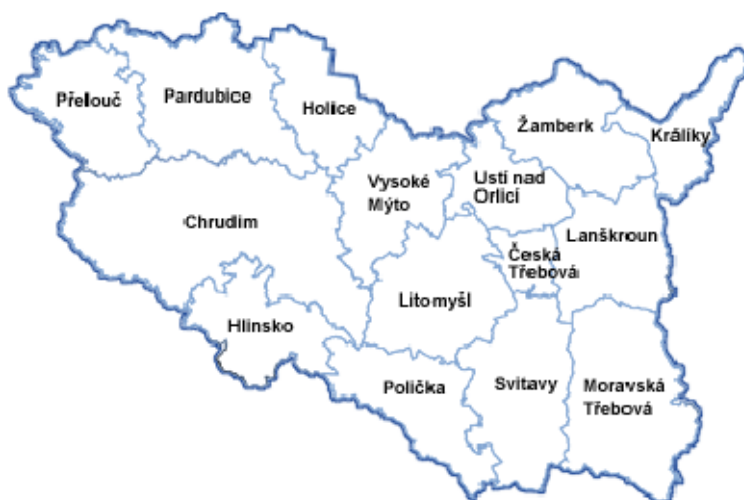 Přelouč
Pardubice
Holice
Žamberk
Králíky
Vysoké
Mýto
Ustí nad
Orlicí
Chrudim
Lanškroun
Česká
Třebová
Litomyšl
Hlinsko
Polička
Svitavy
Moravská
Třebová